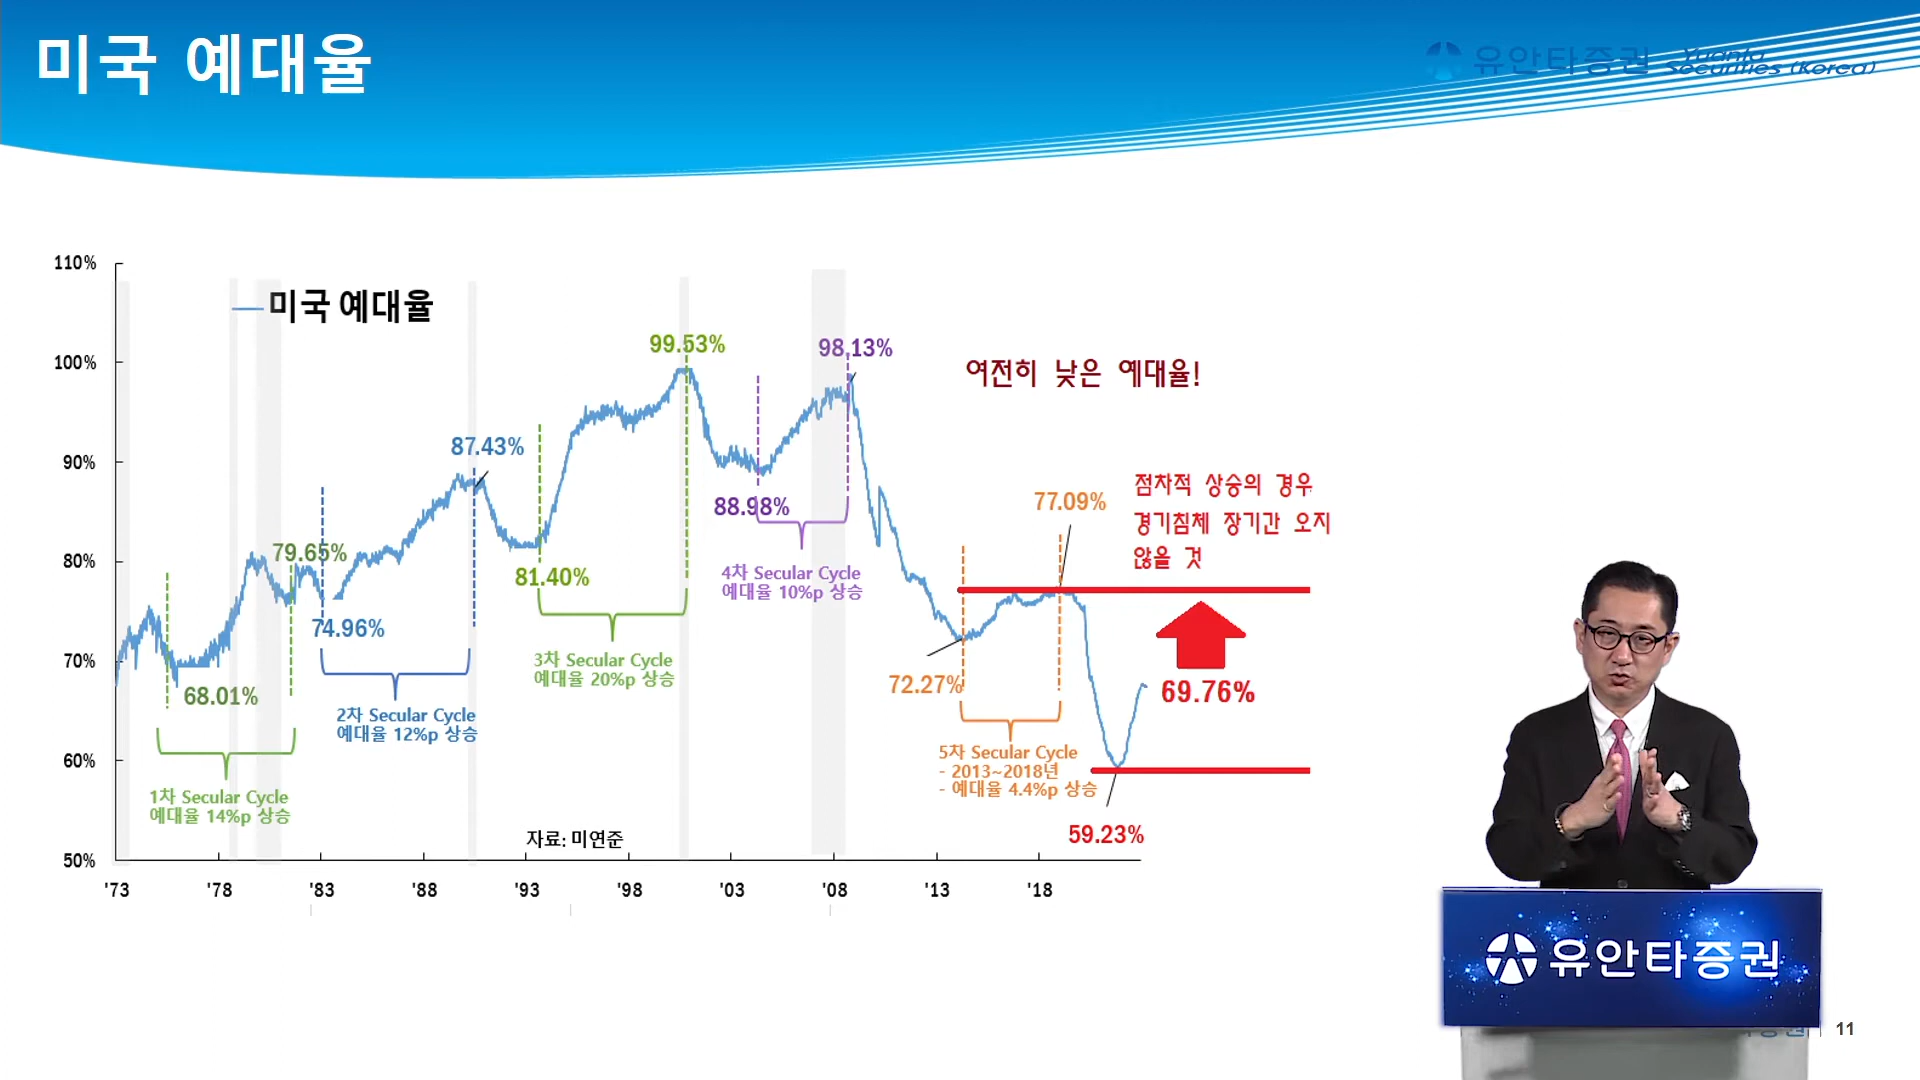 미국 예대율
유안타증권 Yuanta Securities (Korea)
110%
100%
90%
80%
70%
60%
50%
미국 예대율
99.53%
98.13%
여전히 낮은 예대율!
87.43%
88.98%
77.09%
점차적 상승의 경우
경기침체 장기간 오지
않을 것
79.65%
81.40%
4차 Secular Cycle
예대율 10%p 상승
74.96%
68.01%
3차 Secular Cycle
예대율 20%p 상승
72.27%
69.76%
2차 Secular Cycle
예대율 12%p 상승
5차 Secular Cycle
- 2013~2018년
- 예대율 4.4%p 상승
1차 Secular Cycle
예대율 14%p 상승
59.23%
자료: 미연준
'73 '78 '83 '88 '93 '98 '03 '08 '13 '18
유안타증권
11